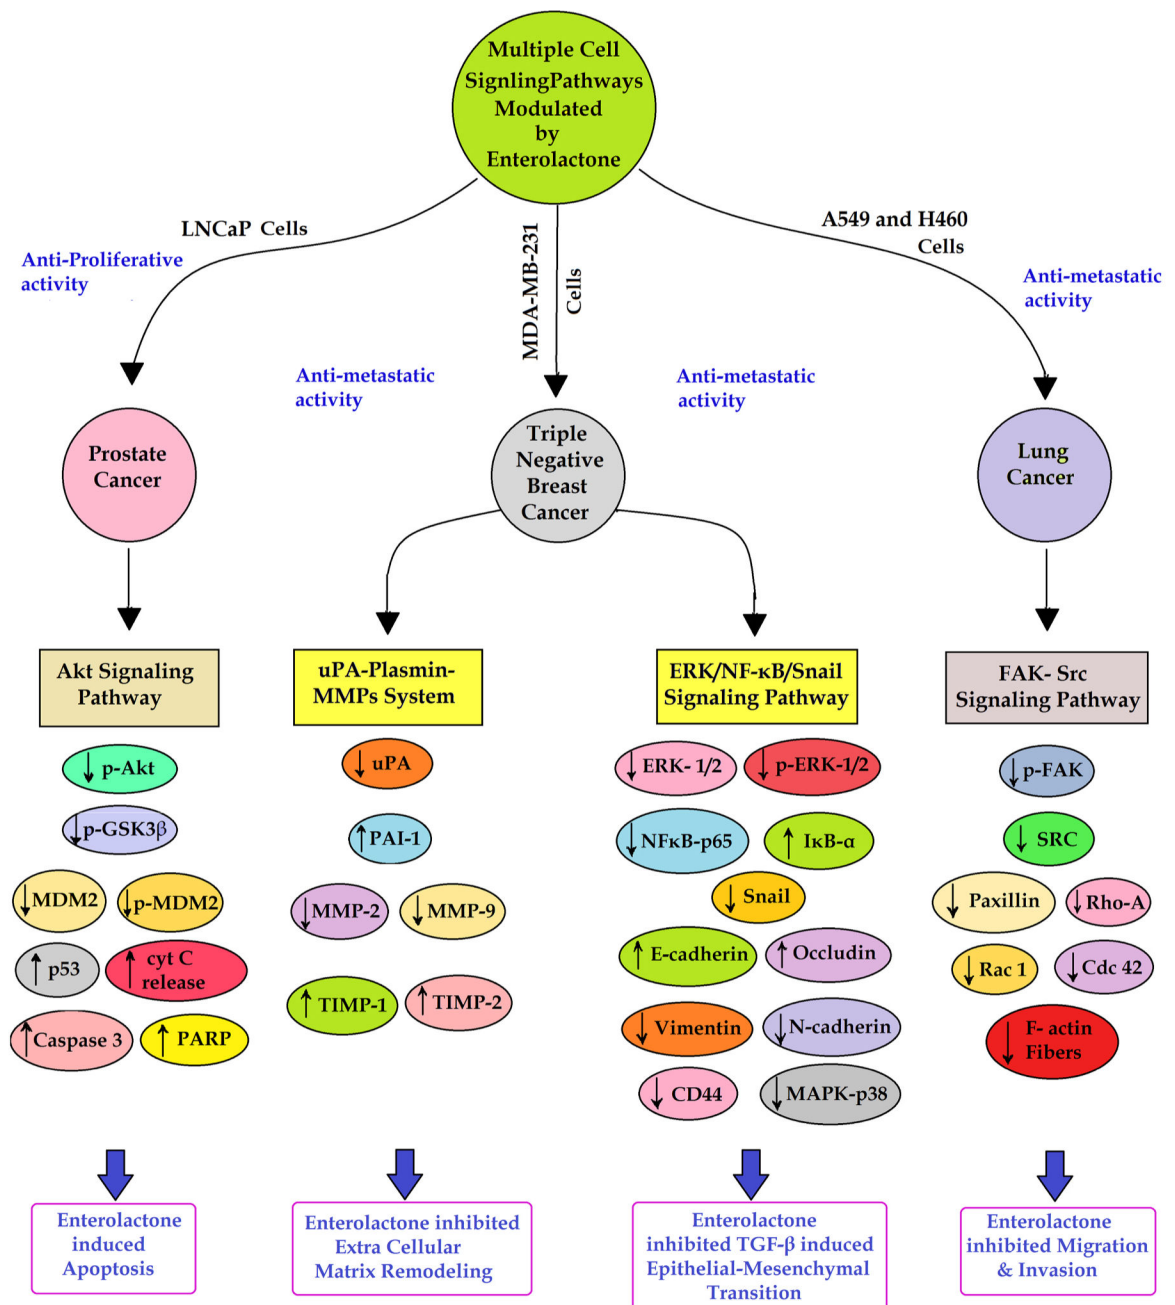 Multiple Cell
SignlingPathways
Modulated
by
Enterolactone
LNCaP Cells
Anti-Proliferative
activity
MDA-MB-231
Cells
A549 and H460
Cells
Anti-metastatic
activity
Anti-metastatic
activity
Anti-metastatic
activity
Prostate
Cancer
Triple
Negative
Breast
Cancer
Lung
Cancer
Akt Signaling
Pathway
↓ p-Akt
↓ p-GSK3β
↓ MDM2
↓ p-MDM2
↑ p53
↑ cyt C
release
↑ Caspase 3
↑ PARP
Enterolactone
induced
Apoptosis
uPA-Plasmin-
MMPs System
↓ uPA
↑ PAI-1
↓ MMP-2
↓ MMP-9
↑ TIMP-1
↑ TIMP-2
Enterolactone inhibited
Extra Cellular
Matrix Remodeling
ERK/NF-κB/Snail
Signaling Pathway
↓ ERK- 1/2
↓ p-ERK-1/2
↓ NFκB-p65
↑ IκB-α
↓ Snail
↑ E-cadherin
↑ Occludin
↓ Vimentin
↓ N-cadherin
↓ CD44
↓ MAPK-p38
Enterolactone
inhibited TGF-β induced
Epithelial-Mesenchymal
Transition
FAK- Src
Signaling Pathway
↓ p-FAK
↓ SRC
↓ Paxillin
↓ Rho-A
↓ Rac 1
↓ Cdc 42
↓ F- actin
Fibers
Enterolactone
inhibited Migration
& Invasion